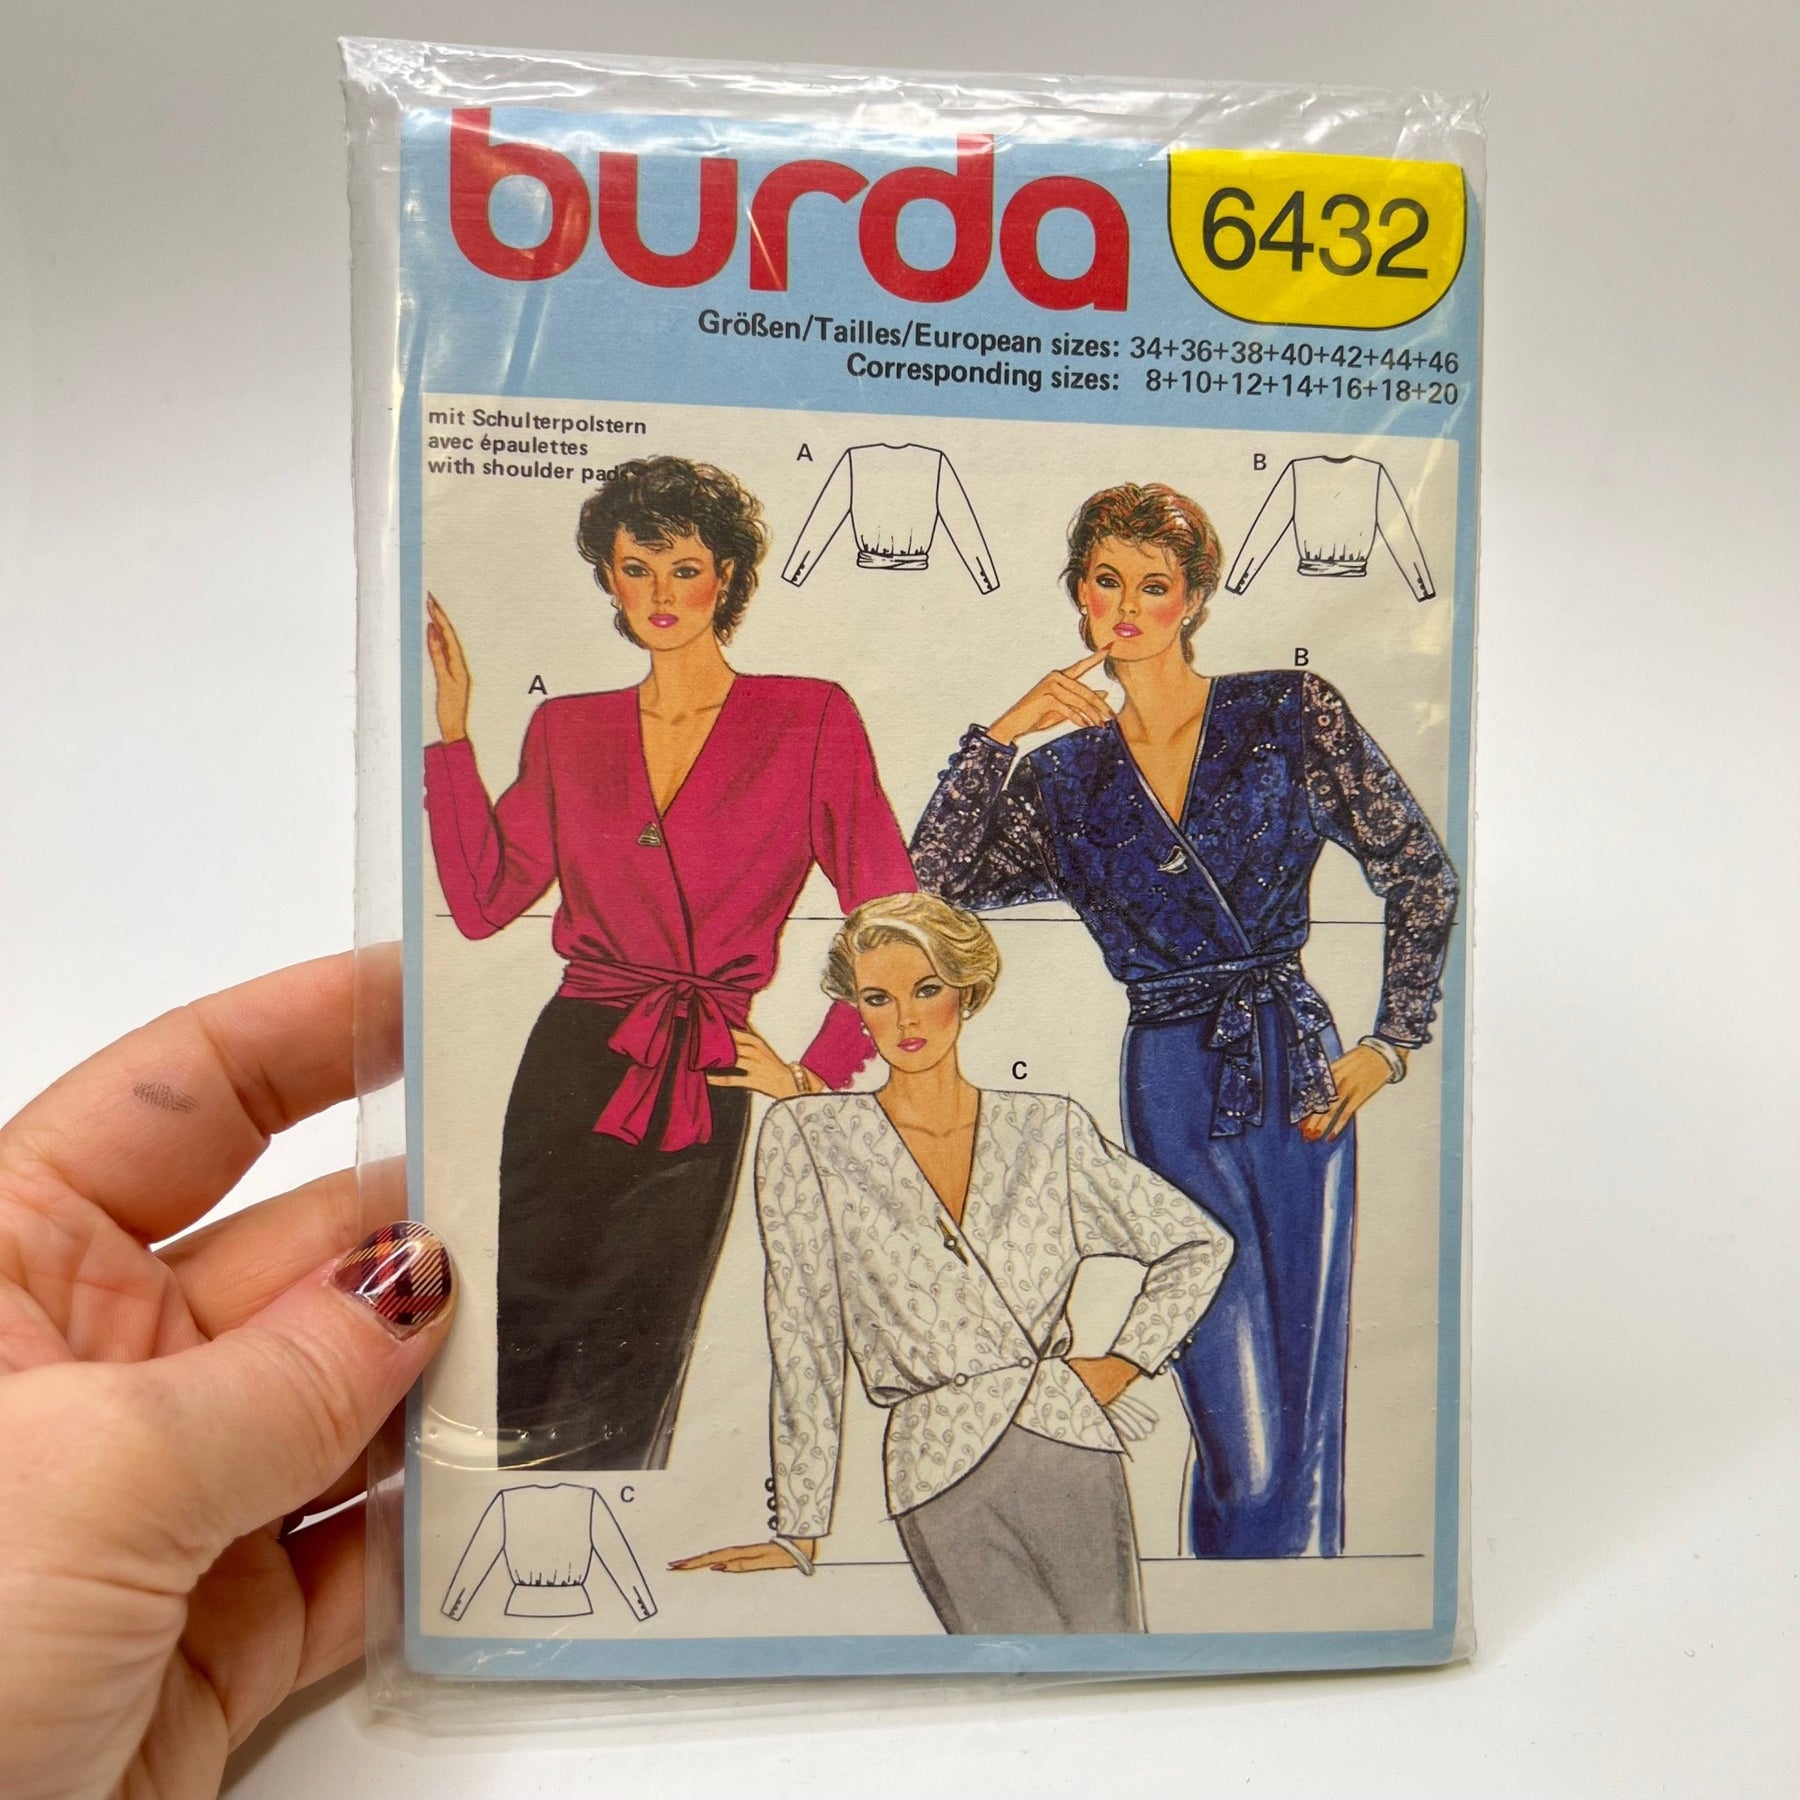 burda
6432
Größen/Tailles/European sizes: 34+36+38+40+42+44+46
Corresponding sizes: 8+10+12+14+16+18+20
mit Schulterpolstern
avec épaulettes
with shoulder pads
A
B
A
B
C
C